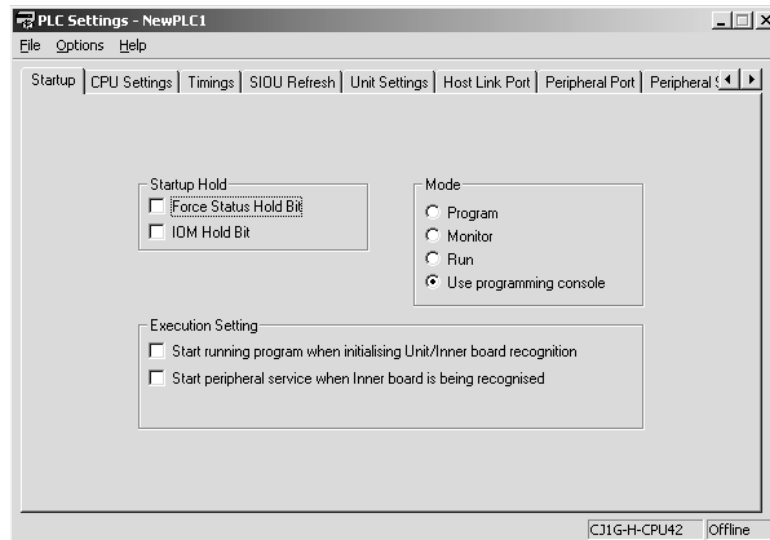 PLC Settings - NewPLC1
File Options Help
Startup CPU Settings Timings SIOU Refresh Unit Settings Host Link Port Peripheral Port Peripheral
Startup Hold
Force Status Hold Bit
IOM Hold Bit
Mode
Program
Monitor
Run
Use programming console
Execution Setting
Start running program when initialising Unit/Inner board recognition
Start peripheral service when Inner board is being recognised
CJ1G-H-CPU42 Offline